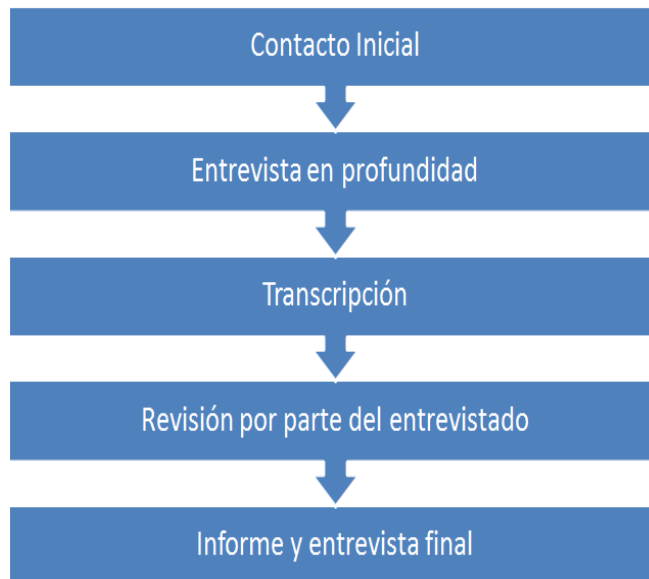 Contacto Inicial
Entrevista en profundidad
Transcripción
Revisión por parte del entrevistado
Informe y entrevista final